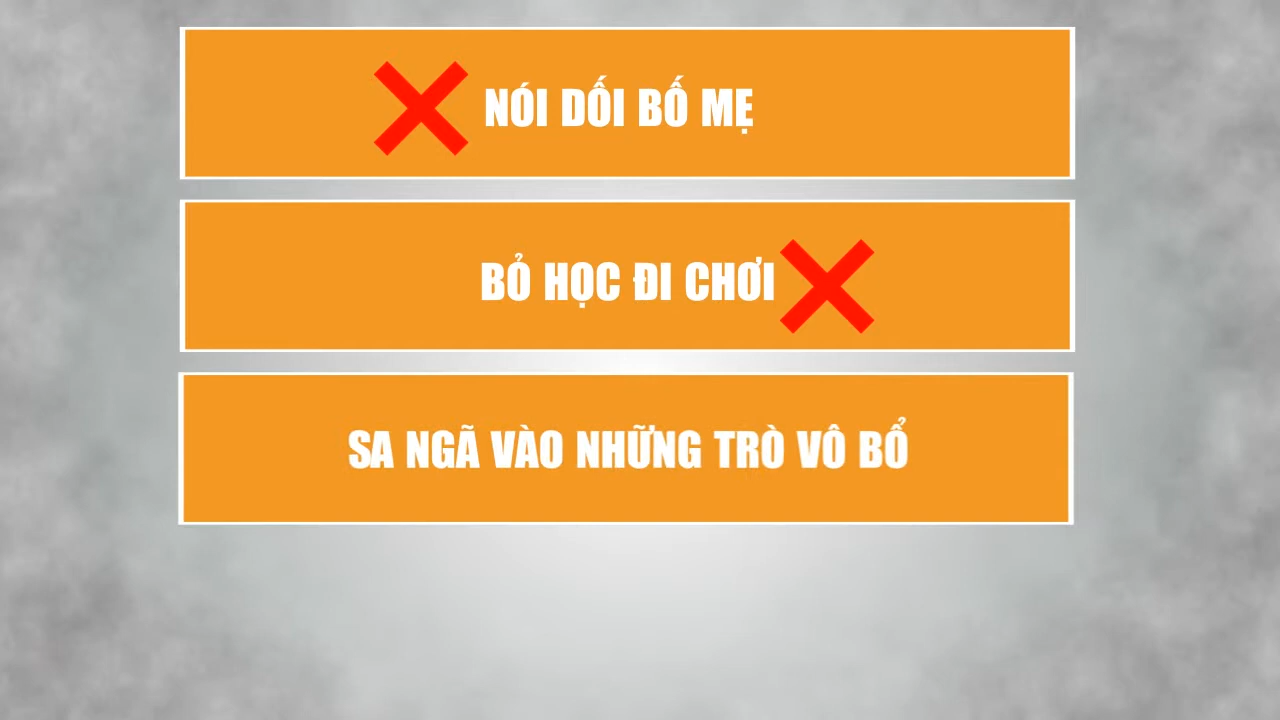 NÓI DỐI BỐ MẸ
BỎ HỌC ĐI CHƠI
SA NGÃ VÀO NHỮNG TRÒ VÔ BỔ